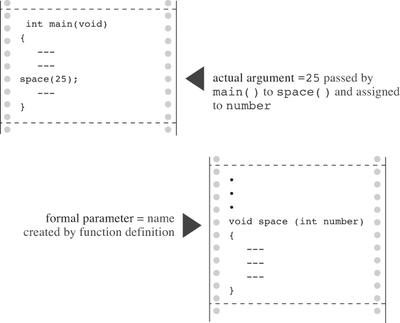 int main(void)
{
---
---
space(25);
---
}
actual argument =25 passed by
main() to space() and assigned
to number
formal parameter = name
created by function definition
•
•
•
void space (int number)
{
---
---
---
}